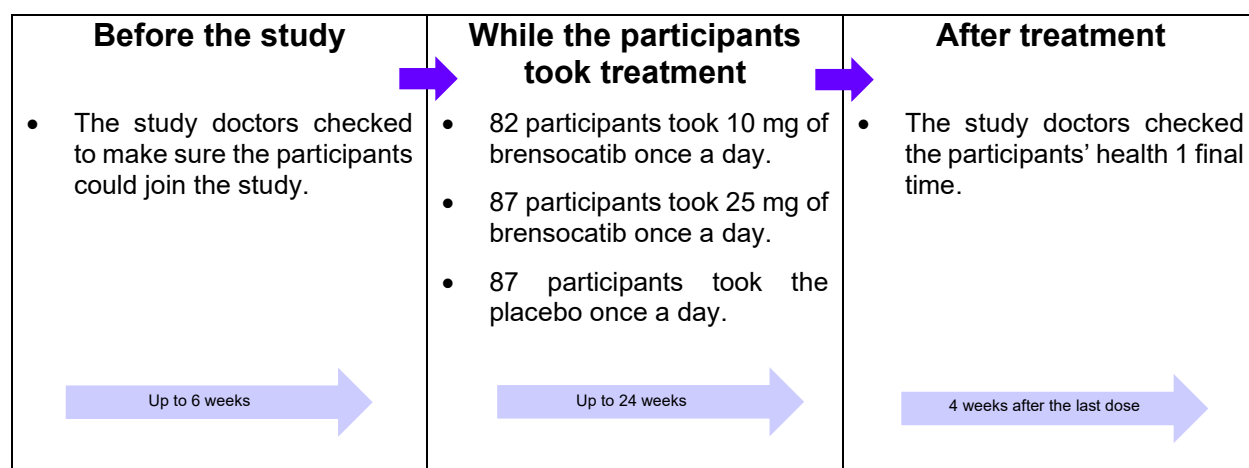 Before the study
• The study doctors checked
to make sure the participants
could join the study.
Up to 6 weeks
While the participants
took treatment
• 82 participants took 10 mg of
brensocatib once a day.
• 87 participants took 25 mg of
brensocatib once a day.
• 87 participants took the
placebo once a day.
Up to 24 weeks
After treatment
• The study doctors checked
the participants’ health 1 final
time.
4 weeks after the last dose